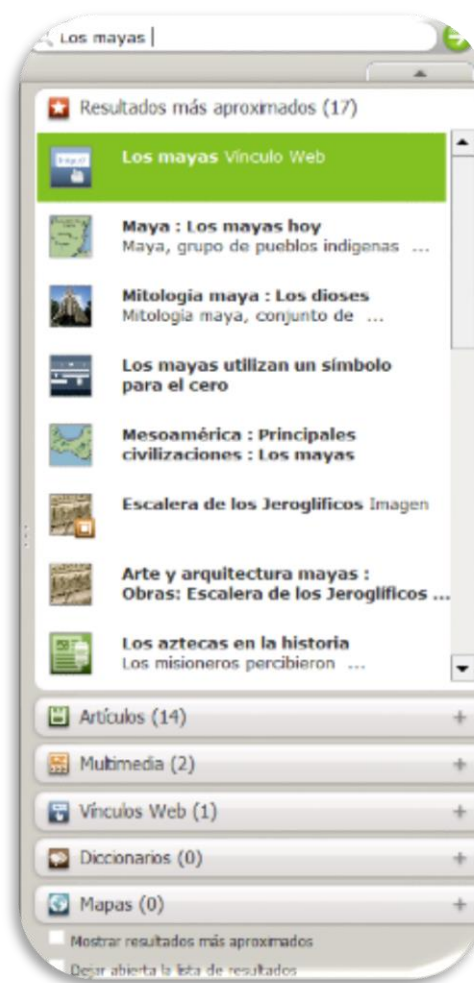 Los mayas
Resultados más aproximados (17)
Los mayas Vínculo Web
Maya : Los mayas hoy
Maya, grupo de pueblos indígenas ...
Mitología maya : Los dioses
Mitología maya, conjunto de ...
Los mayas utilizan un símbolo
para el cero
Mesoamérica : Principales
civilizaciones : Los mayas
Escalera de los Jeroglíficos Imagen
Arte y arquitectura mayas :
Obras: Escalera de los Jeroglíficos ...
Los aztecas en la historia
Los misioneros percibieron ...
Artículos (14)
Multimedia (2)
Vínculos Web (1)
Diccionarios (0)
Mapas (0)
Mostrar resultados más aproximados
Dejar abierta la lista de resultados